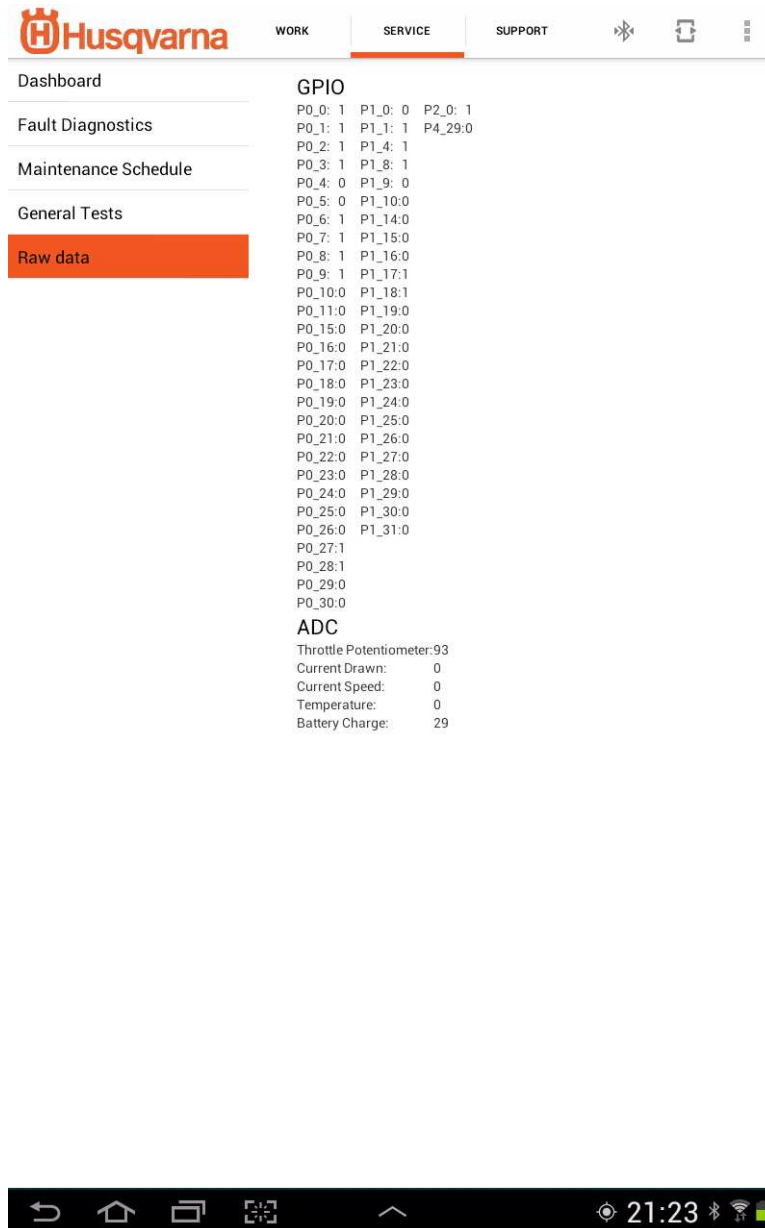 Husqvarna
WORK SERVICE SUPPORT
Dashboard
Fault Diagnostics
Maintenance Schedule
General Tests
Raw data
GPIO
P0_0: 1 P1_0: 0 P2_0: 1
P0_1: 1 P1_1: 1 P4_29:0
P0_2: 1 P1_4: 1
P0_3: 1 P1_8: 1
P0_4: 0 P1_9: 0
P0_5: 0 P1_10:0
P0_6: 1 P1_14:0
P0_7: 1 P1_15:0
P0_8: 1 P1_16:0
P0_9: 1 P1_17:1
P0_10:0 P1_18:1
P0_11:0 P1_19:0
P0_15:0 P1_20:0
P0_16:0 P1_21:0
P0_17:0 P1_22:0
P0_18:0 P1_23:0
P0_19:0 P1_24:0
P0_20:0 P1_25:0
P0_21:0 P1_26:0
P0_22:0 P1_27:0
P0_23:0 P1_28:0
P0_24:0 P1_29:0
P0_25:0 P1_30:0
P0_26:0 P1_31:0
P0_27:1
P0_28:1
P0_29:0
P0_30:0
ADC
Throttle Potentiometer:93
Current Drawn: 0
Current Speed: 0
Temperature: 0
Battery Charge: 29
21:23